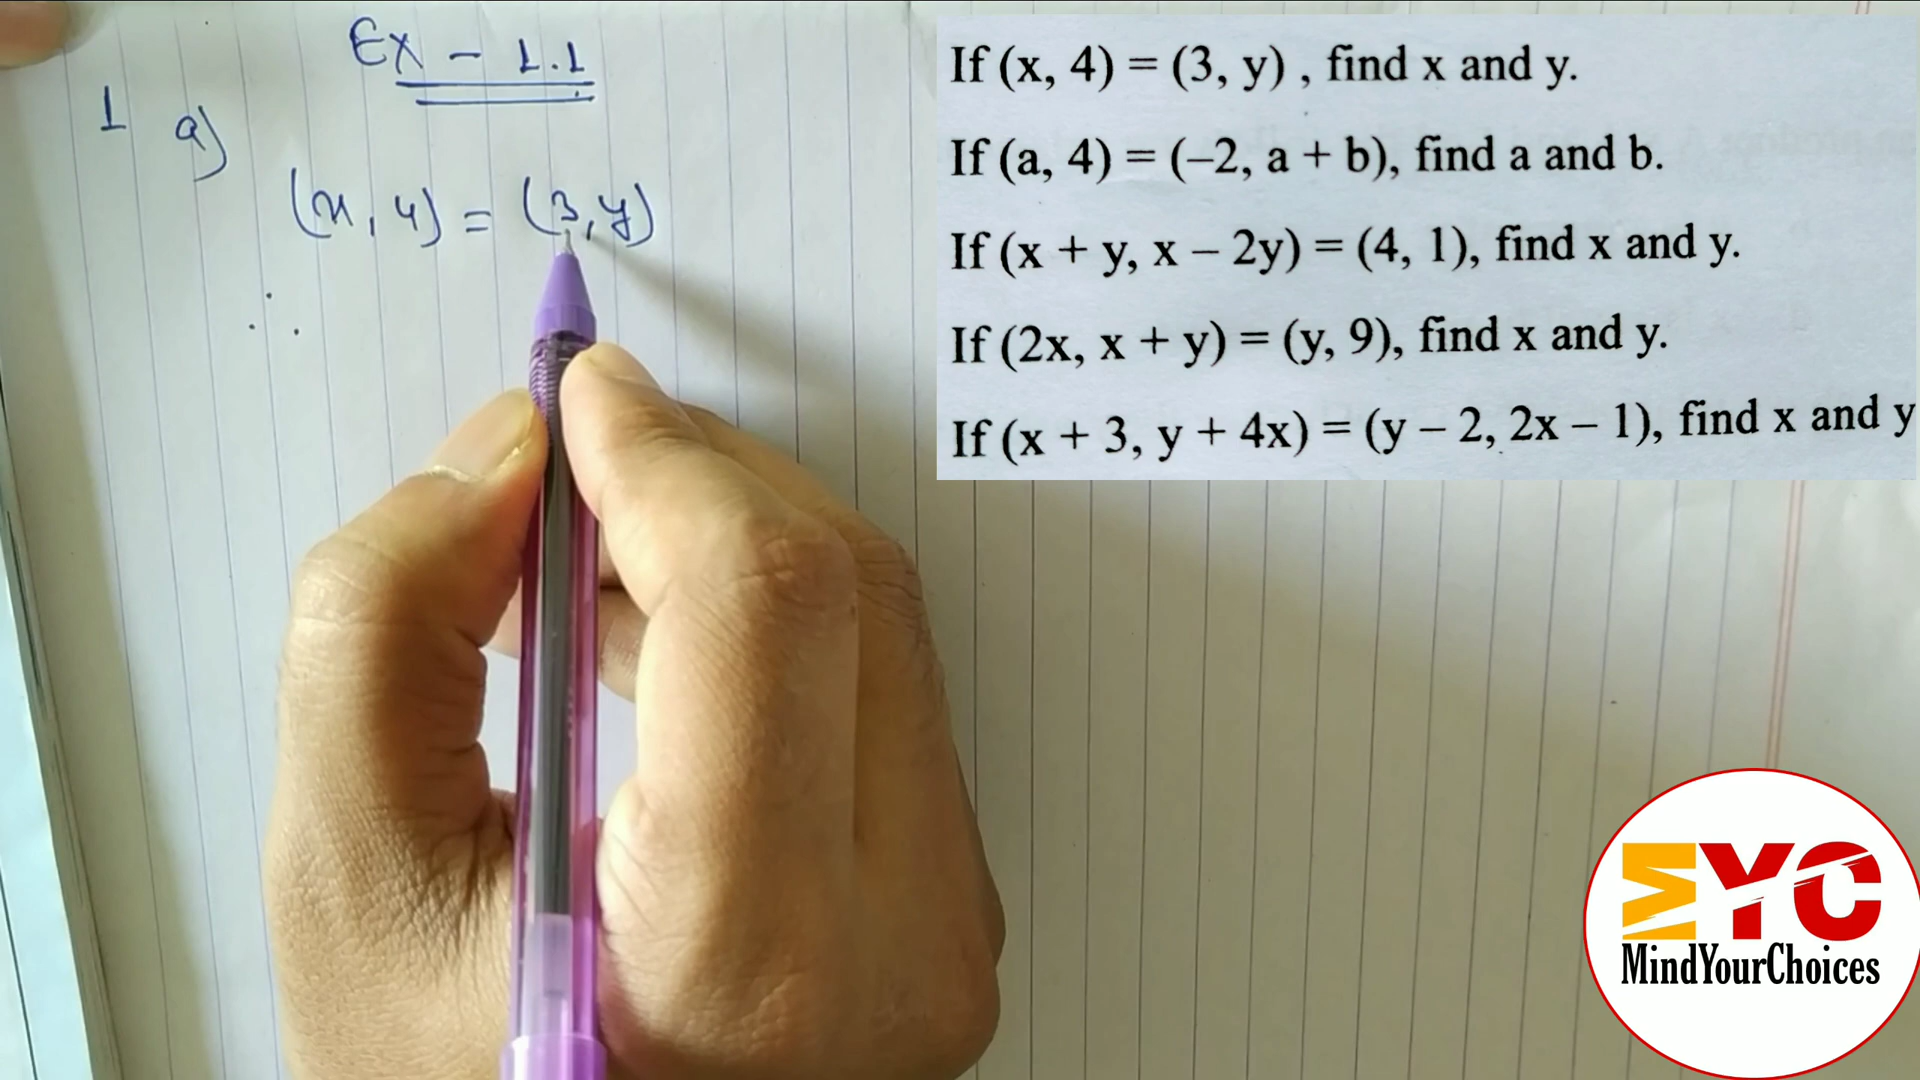 Ex - 1.1
1 a)
(x, 4) = (3, y)
∴
If (x, 4) = (3, y) , find x and y.
If (a, 4) = (–2, a + b), find a and b.
If (x + y, x – 2y) = (4, 1), find x and y.
If (2x, x + y) = (y, 9), find x and y.
If (x + 3, y + 4x) = (y – 2, 2x – 1), find x and y
MYC
MindYourChoices